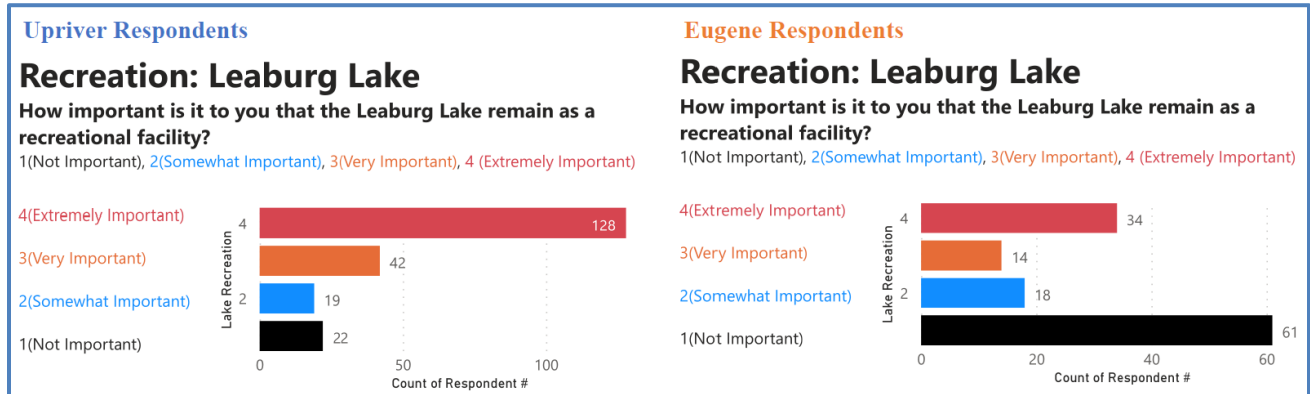 Upriver Respondents
Recreation: Leaburg Lake
How important is it to you that the Leaburg Lake remain as a
recreational facility?
1(Not Important), 2(Somewhat Important), 3(Very Important), 4 (Extremely Important)
4(Extremely Important)
3(Very Important)
2(Somewhat Important)
1(Not Important)
Lake Recreation
4
2
128
42
19
22
0 50 100
Count of Respondent #
Eugene Respondents
Recreation: Leaburg Lake
How important is it to you that the Leaburg Lake remain as a
recreational facility?
1(Not Important), 2(Somewhat Important), 3(Very Important), 4 (Extremely Important)
4(Extremely Important)
3(Very Important)
2(Somewhat Important)
1(Not Important)
Lake Recreation
4
2
34
14
18
61
0 20 40 60
Count of Respondent #